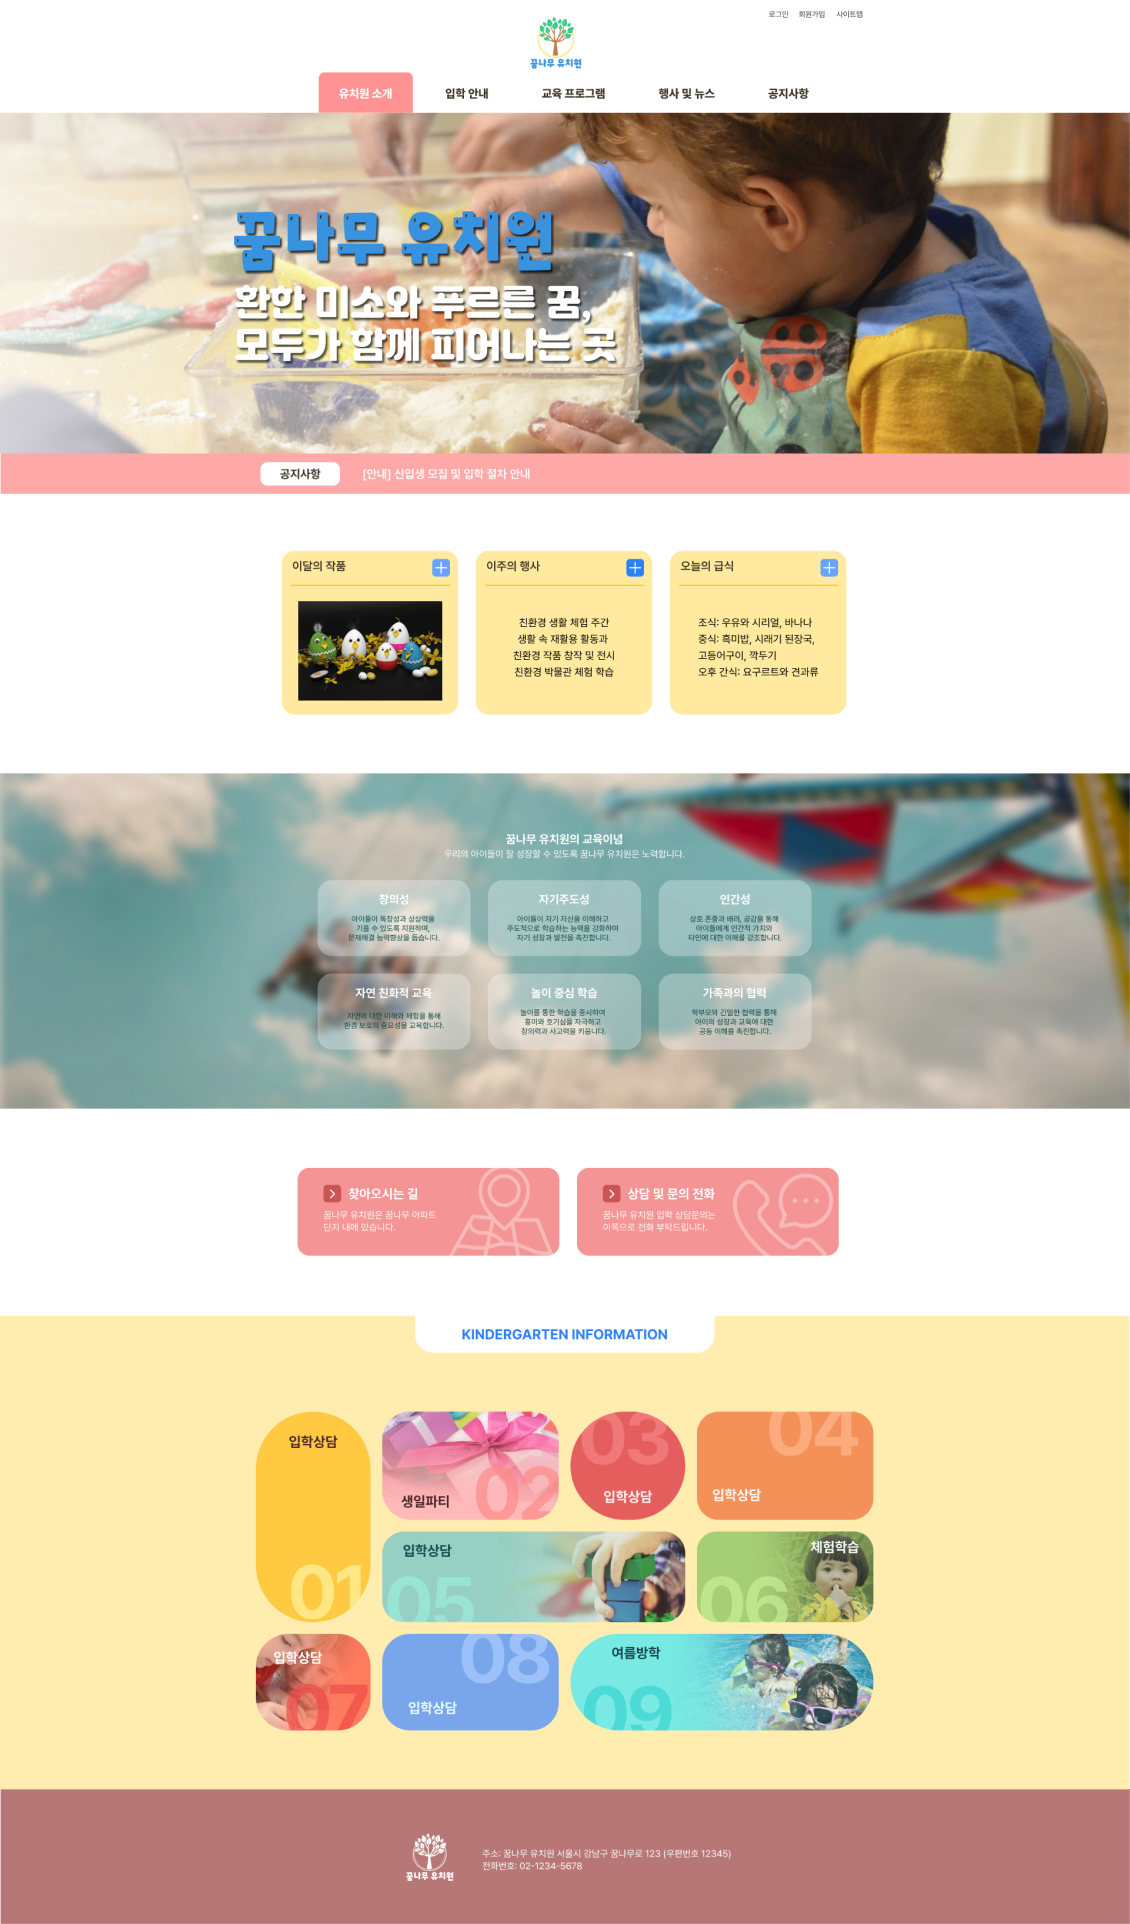 로그인 회원가입 사이트맵
꿈나무 유치원
유치원 소개 입학 안내 교육 프로그램 행사 및 뉴스 공지사항
꿈나무 유치원
환한 미소와 푸르른 꿈,
모두가 함께 피어나는 곳
공지사항 [안내] 신입생 모집 및 입학 절차 안내
이달의 작품
이주의 행사
친환경 생활 체험 주간
생활 속 재활용 활동과
친환경 작품 창작 및 전시
친환경 박물관 체험 학습
오늘의 급식
조식: 우유와 시리얼, 바나나
중식: 흑미밥, 시래기 된장국,
고등어구이, 깍두기
오후 간식: 요구르트와 견과류
꿈나무 유치원의 교육이념
우리의 아이들이 잘 성장할 수 있도록 꿈나무 유치원은 노력합니다.
창의성
아이들이 독창성과 상상력을
기를 수 있도록 지원하며,
문제해결 능력향상을 돕습니다.
자기주도성
아이들이 자기 자신을 이해하고
주도적으로 학습하는 능력을 강화하여
자기 성장과 발전을 촉진합니다.
인간성
상호 존중과 배려, 공감을 통해
아이들에게 인간적 가치와
타인에 대한 이해를 강조합니다.
자연 친화적 교육
자연에 대한 이해와 체험을 통해
환경 보호의 중요성을 교육합니다.
놀이 중심 학습
놀이를 통한 학습을 중시하여
흥미와 호기심을 자극하고
창의력과 사고력을 키웁니다.
가족과의 협력
학부모와 긴밀한 협력을 통해
아이의 성장과 교육에 대한
공동 이해를 촉진합니다.
찾아오시는 길
꿈나무 유치원은 꿈나무 아파트
단지 내에 있습니다.
상담 및 문의 전화
꿈나무 유치원 입학 상담문의는
이쪽으로 전화 부탁드립니다.
KINDERGARTEN INFORMATION
입학상담
01
생일파티
02
03
입학상담
04
입학상담
입학상담
05
체험학습
06
입학상담
07
08
입학상담
여름방학
09
꿈나무 유치원
주소: 꿈나무 유치원 서울시 강남구 꿈나무로 123 (우편번호 12345)
전화번호: 02-1234-5678